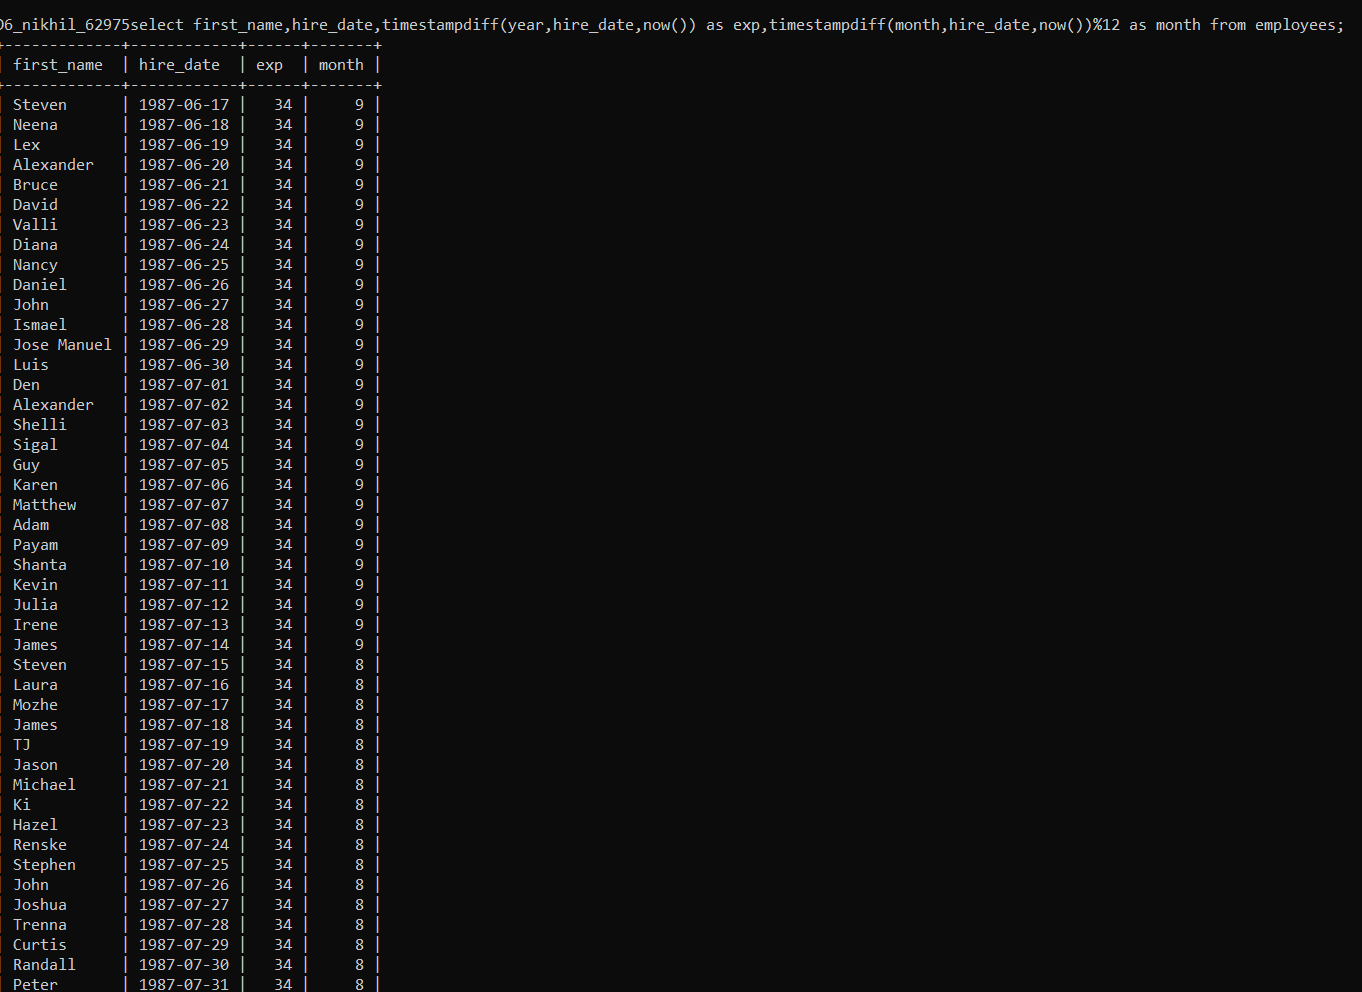 D6_nikhil_62975select first_name,hire_date,timestampdiff(year,hire_date,now()) as exp,timestampdiff(month,hire_date,now())%12 as month from employees;
+-------------+------------+------+-------+
| first_name  | hire_date  | exp  | month |
+-------------+------------+------+-------+
| Steven      | 1987-06-17 |   34 |     9 |
| Neena       | 1987-06-18 |   34 |     9 |
| Lex         | 1987-06-19 |   34 |     9 |
| Alexander   | 1987-06-20 |   34 |     9 |
| Bruce       | 1987-06-21 |   34 |     9 |
| David       | 1987-06-22 |   34 |     9 |
| Valli       | 1987-06-23 |   34 |     9 |
| Diana       | 1987-06-24 |   34 |     9 |
| Nancy       | 1987-06-25 |   34 |     9 |
| Daniel      | 1987-06-26 |   34 |     9 |
| John        | 1987-06-27 |   34 |     9 |
| Ismael      | 1987-06-28 |   34 |     9 |
| Jose Manuel | 1987-06-29 |   34 |     9 |
| Luis        | 1987-06-30 |   34 |     9 |
| Den         | 1987-07-01 |   34 |     9 |
| Alexander   | 1987-07-02 |   34 |     9 |
| Shelli      | 1987-07-03 |   34 |     9 |
| Sigal       | 1987-07-04 |   34 |     9 |
| Guy         | 1987-07-05 |   34 |     9 |
| Karen       | 1987-07-06 |   34 |     9 |
| Matthew     | 1987-07-07 |   34 |     9 |
| Adam        | 1987-07-08 |   34 |     9 |
| Payam       | 1987-07-09 |   34 |     9 |
| Shanta      | 1987-07-10 |   34 |     9 |
| Kevin       | 1987-07-11 |   34 |     9 |
| Julia       | 1987-07-12 |   34 |     9 |
| Irene       | 1987-07-13 |   34 |     9 |
| James       | 1987-07-14 |   34 |     9 |
| Steven      | 1987-07-15 |   34 |     8 |
| Laura       | 1987-07-16 |   34 |     8 |
| Mozhe       | 1987-07-17 |   34 |     8 |
| James       | 1987-07-18 |   34 |     8 |
| TJ          | 1987-07-19 |   34 |     8 |
| Jason       | 1987-07-20 |   34 |     8 |
| Michael     | 1987-07-21 |   34 |     8 |
| Ki          | 1987-07-22 |   34 |     8 |
| Hazel       | 1987-07-23 |   34 |     8 |
| Renske      | 1987-07-24 |   34 |     8 |
| Stephen     | 1987-07-25 |   34 |     8 |
| John        | 1987-07-26 |   34 |     8 |
| Joshua      | 1987-07-27 |   34 |     8 |
| Trenna      | 1987-07-28 |   34 |     8 |
| Curtis      | 1987-07-29 |   34 |     8 |
| Randall     | 1987-07-30 |   34 |     8 |
| Peter       | 1987-07-31 |   34 |     8 |